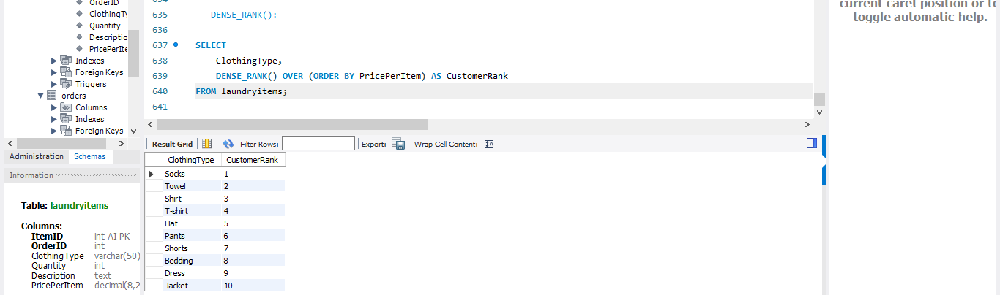 OrderID
ClothingTy
Quantity
Descriptio
PricePerIte
Indexes
Foreign Keys
Triggers
orders
Columns
Indexes
Foreign Keys
Administration Schemas
Information
Table: laundryitems
Columns:
ItemID int AI PK
OrderID int
ClothingType varchar(50)
Quantity int
Description text
PricePerItem decimal(8,2
635 -- DENSE_RANK():
636
637 SELECT
638 ClothingType,
639 DENSE_RANK() OVER (ORDER BY PricePerItem) AS CustomerRank
640 FROM laundryitems;
641
Result Grid Filter Rows: Export: Wrap Cell Content:
ClothingType CustomerRank
Socks 1
Towel 2
Shirt 3
T-shirt 4
Hat 5
Pants 6
Shorts 7
Bedding 8
Dress 9
Jacket 10
current caret position or to
toggle automatic help.